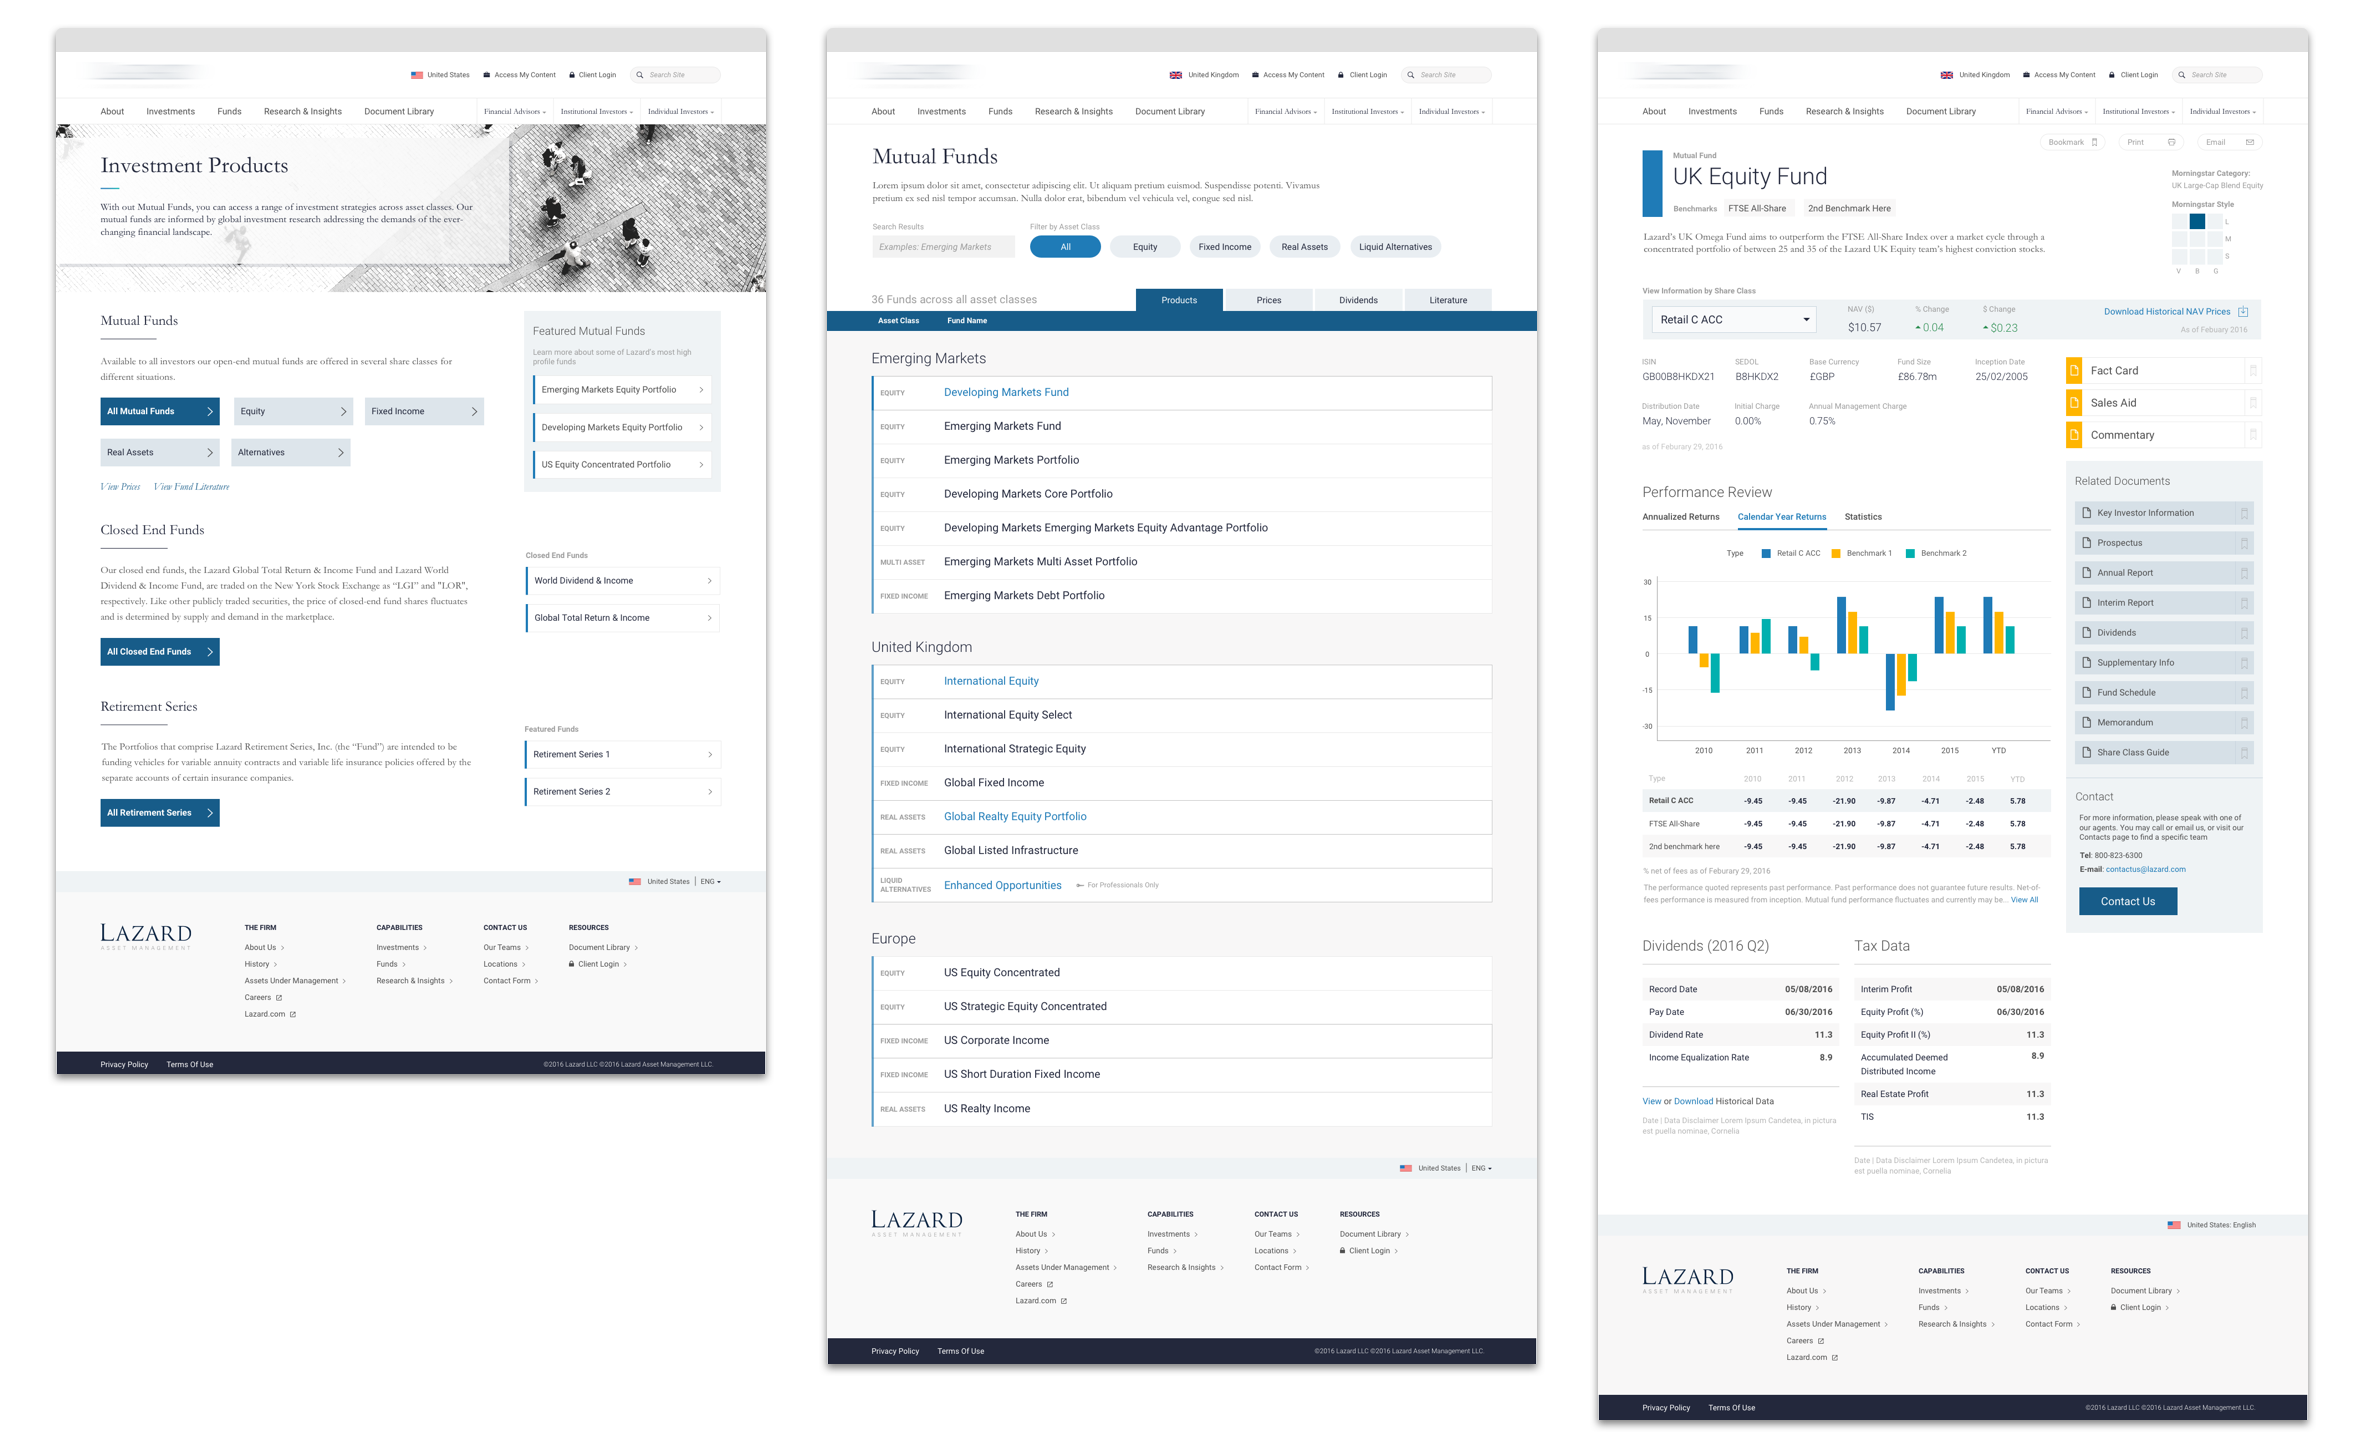 United States
Access My Content
Client Login
Search Site
About
Investments
Funds
Research & Insights
Document Library
Financial Advisors
Institutional Investors
Individual Investors
Investment Products
With out Mutual Funds, you can access a range of investment strategies across asset classes. Our
mutual funds are informed by global investment research addressing the demands of the ever-
changing financial landscape.
Mutual Funds
Available to all investors our open-end mutual funds are offered in several share classes for
different situations.
All Mutual Funds
Equity
Fixed Income
Real Assets
Alternatives
View Prices
View Fund Literature
Featured Mutual Funds
Learn more about some of Lazard's most high
profile funds
Emerging Markets Equity Portfolio
Developing Markets Equity Portfolio
US Equity Concentrated Portfolio
Closed End Funds
Our closed end funds, the Lazard Global Total Return & Income Fund and Lazard World
Dividend & Income Fund, are traded on the New York Stock Exchange as “LGI” and "LOR",
respectively. Like other publicly traded securities, the price of closed-end fund shares fluctuates
and is determined by supply and demand in the marketplace.
All Closed End Funds
Closed End Funds
World Dividend & Income
Global Total Return & Income
Retirement Series
The Portfolios that comprise Lazard Retirement Series, Inc. (the “Fund”) are intended to be
funding vehicles for variable annuity contracts and variable life insurance policies offered by the
separate accounts of certain insurance companies.
All Retirement Series
Featured Funds
Retirement Series 1
Retirement Series 2
United States | ENG
LAZARD
ASSET MANAGEMENT
THE FIRM
About Us
History
Assets Under Management
Careers
Lazard.com
CAPABILITIES
Investments
Funds
Research & Insights
CONTACT US
Our Teams
Locations
Contact Form
RESOURCES
Document Library
Client Login
Privacy Policy
Terms Of Use
©2016 Lazard LLC ©2016 Lazard Asset Management LLC.
United Kingdom
Access My Content
Client Login
Search Site
About
Investments
Funds
Research & Insights
Document Library
Financial Advisors
Institutional Investors
Individual Investors
Mutual Funds
Lorem ipsum dolor sit amet, consectetur adipiscing elit. Ut aliquam pretium euismod. Suspendisse potenti. Vivamus
pretium ex sed nisl tempor accumsan. Nulla dolor erat, bibendum vel vehicula vel, congue sed nisl.
Search Results
Examples: Emerging Markets
Filter by Asset Class
All
Equity
Fixed Income
Real Assets
Liquid Alternatives
36 Funds across all asset classes
Products
Prices
Dividends
Literature
Asset Class
Fund Name
Emerging Markets
EQUITY Developing Markets Fund
EQUITY Emerging Markets Fund
EQUITY Emerging Markets Portfolio
EQUITY Developing Markets Core Portfolio
EQUITY Developing Markets Emerging Markets Equity Advantage Portfolio
MULTI ASSET Emerging Markets Multi Asset Portfolio
FIXED INCOME Emerging Markets Debt Portfolio
United Kingdom
EQUITY International Equity
EQUITY International Equity Select
EQUITY International Strategic Equity
FIXED INCOME Global Fixed Income
REAL ASSETS Global Realty Equity Portfolio
REAL ASSETS Global Listed Infrastructure
LIQUID
ALTERNATIVES
Enhanced Opportunities
For Professionals Only
Europe
EQUITY US Equity Concentrated
EQUITY US Strategic Equity Concentrated
FIXED INCOME US Corporate Income
FIXED INCOME US Short Duration Fixed Income
REAL ASSETS US Realty Income
United States | ENG
LAZARD
ASSET MANAGEMENT
THE FIRM
About Us
History
Assets Under Management
Careers
Lazard.com
CAPABILITIES
Investments
Funds
Research & Insights
CONTACT US
Our Teams
Locations
Contact Form
RESOURCES
Document Library
Client Login
Privacy Policy
Terms Of Use
©2016 Lazard LLC ©2016 Lazard Asset Management LLC.
United Kingdom
Access My Content
Client Login
Search Site
About
Investments
Funds
Research & Insights
Document Library
Financial Advisors
Institutional Investors
Individual Investors
Bookmark
Print
Email
Mutual Fund
UK Equity Fund
Benchmarks
FTSE All-Share
2nd Benchmark Here
Lazard's UK Omega Fund aims to outperform the FTSE All-Share Index over a market cycle through a
concentrated portfolio of between 25 and 35 of the Lazard UK Equity team's highest conviction stocks.
Morningstar Category:
UK Large-Cap Blend Equity
Morningstar Style
L
M
S
V B G
View Information by Share Class
Retail C ACC
NAV ($)
$10.57
% Change
0.04
$ Change
$0.23
Download Historical NAV Prices
As of Febuary 2016
ISIN
GB00B8HKDX21
SEDOL
B8HKDX2
Base Currency
£GBP
Fund Size
£86.78m
Inception Date
25/02/2005
Distribution Date
May, November
Initial Charge
0.00%
Annual Management Charge
0.75%
as of Feburary 29, 2016
Fact Card
Sales Aid
Commentary
Related Documents
Key Investor Information
Prospectus
Annual Report
Interim Report
Dividends
Supplementary Info
Fund Schedule
Memorandum
Share Class Guide
Contact
For more information, please speak with one of
our agents. You may call or email us, or visit our
Contacts page to find a specific team
Tel: 800-823-6300
E-mail: contactus@lazard.com
Contact Us
Performance Review
Annualized Returns
Calendar Year Returns
Statistics
Type Retail C ACC Benchmark 1 Benchmark 2
30
15
0
-15
-30
2010 2011 2012 2013 2014 2015 YTD
Type 2010 2011 2012 2013 2014 2015 YTD
Retail C ACC -9.45 -9.45 -21.90 -9.87 -4.71 -2.48 5.78
FTSE All-Share -9.45 -9.45 -21.90 -9.87 -4.71 -2.48 5.78
2nd benchmark here -9.45 -9.45 -21.90 -9.87 -4.71 -2.48 5.78
% net of fees as of Feburary 29, 2016
The performance quoted represents past performance. Past performance does not guarantee future results. Net-of-
fees performance is measured from inception. Mutual fund performance fluctuates and currently may be... View All
Dividends (2016 Q2)
Record Date 05/08/2016
Pay Date 06/30/2016
Dividend Rate 11.3
Income Equalization Rate 8.9
View or Download Historical Data
Date | Data Disclaimer Lorem Ipsum Candetea, in pictura
est puella nominae, Cornelia
Tax Data
Interim Profit 05/08/2016
Equity Profit (%) 06/30/2016
Equity Profit II (%) 11.3
Accumulated Deemed 8.9
Distributed Income
Real Estate Profit 11.3
TIS 11.3
Date | Data Disclaimer Lorem Ipsum Candetea, in pictura
est puella nominae, Cornelia
United States: English
LAZARD
ASSET MANAGEMENT
THE FIRM
About Us
History
Assets Under Management
Careers
Lazard.com
CAPABILITIES
Investments
Funds
Research & Insights
CONTACT US
Our Teams
Locations
Contact Form
RESOURCES
Document Library
Client Login
Privacy Policy
Terms Of Use
©2016 Lazard LLC ©2016 Lazard Asset Management LLC.